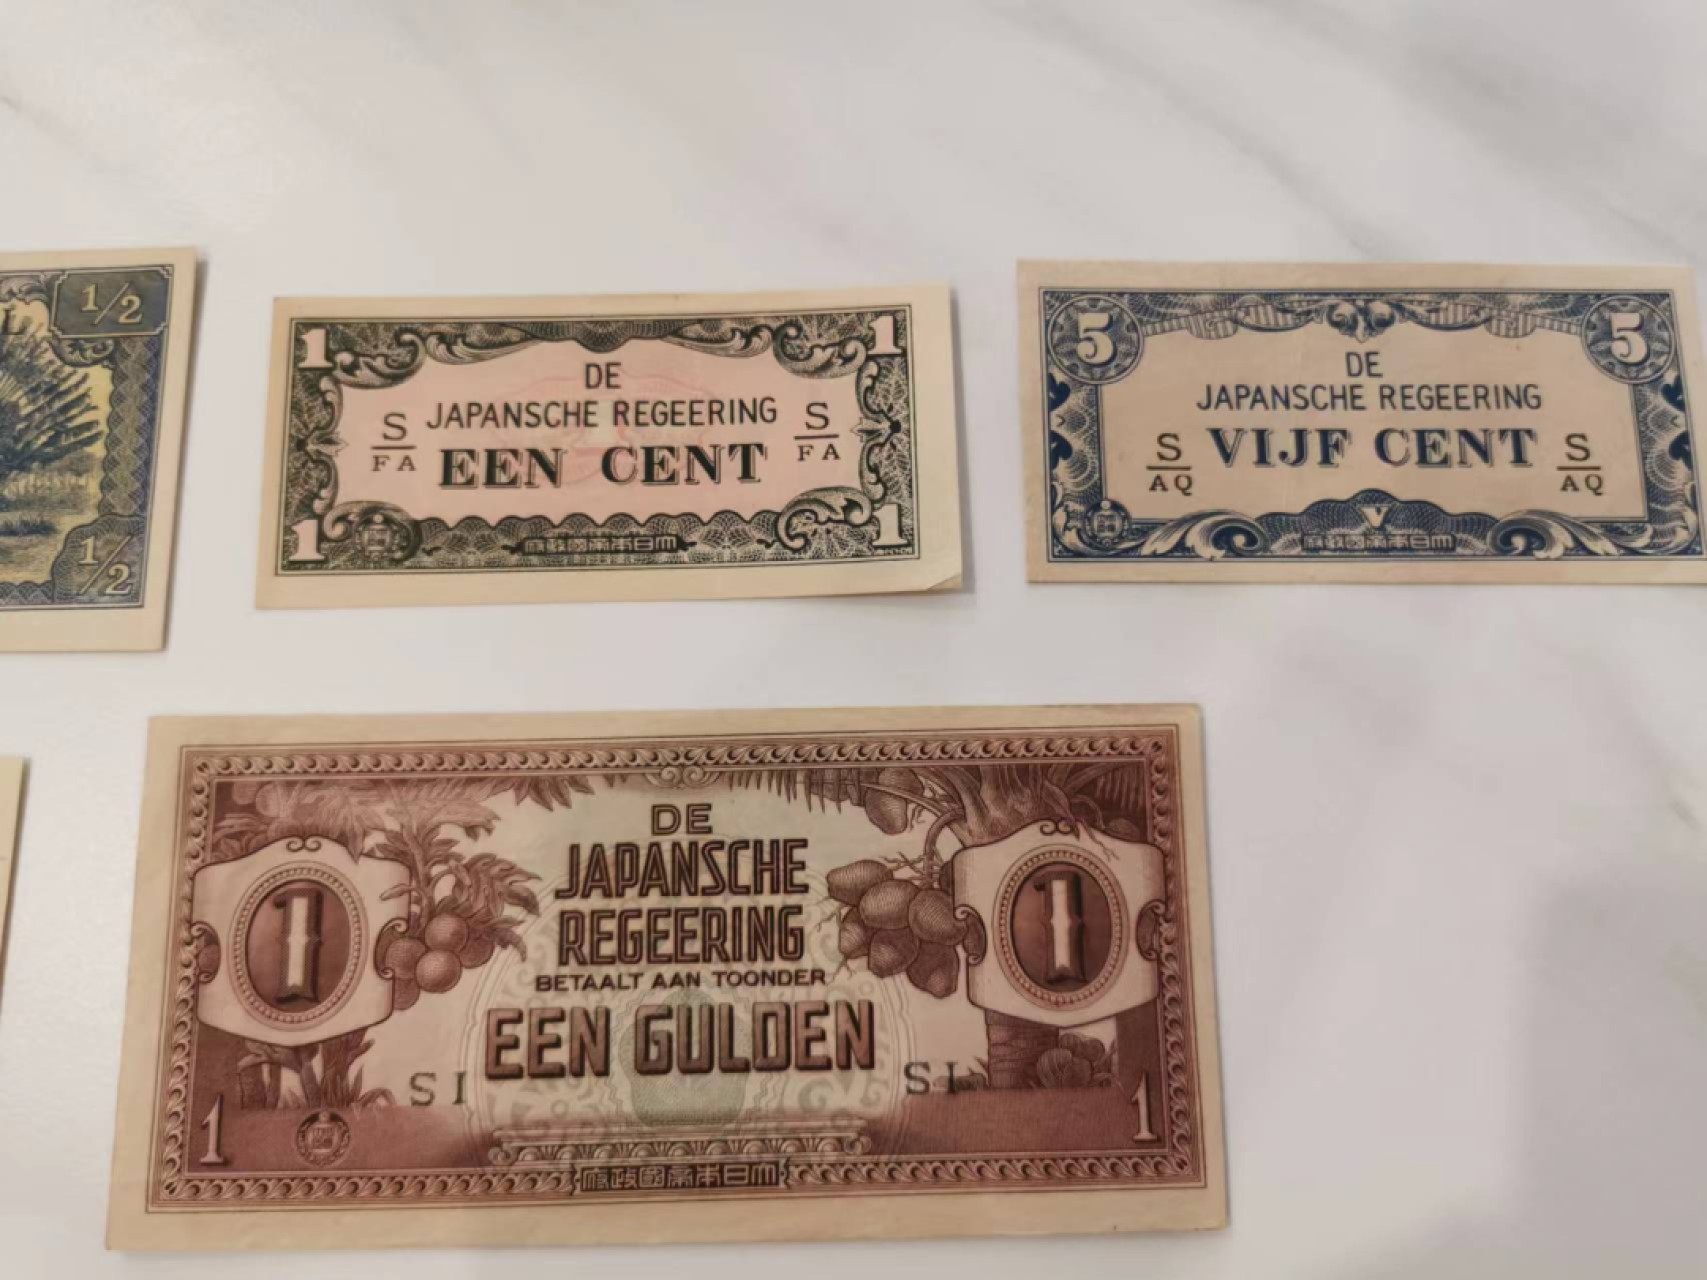 1/2
L
1/2
1 1
DE
JAPANSCHE REGEERING
S/FA EEN CENT S/FA
1 1
府政國帝本日大
5 5
DE
JAPANSCHE REGEERING
S/AQ VIJF CENT S/AQ
V
府政國帝本日大
DE
JAPANSCHE
REGEERING
1 1
BETAALT AAN TOONDER
EEN GULDEN
SI SI
1 1
府政國帝本日大